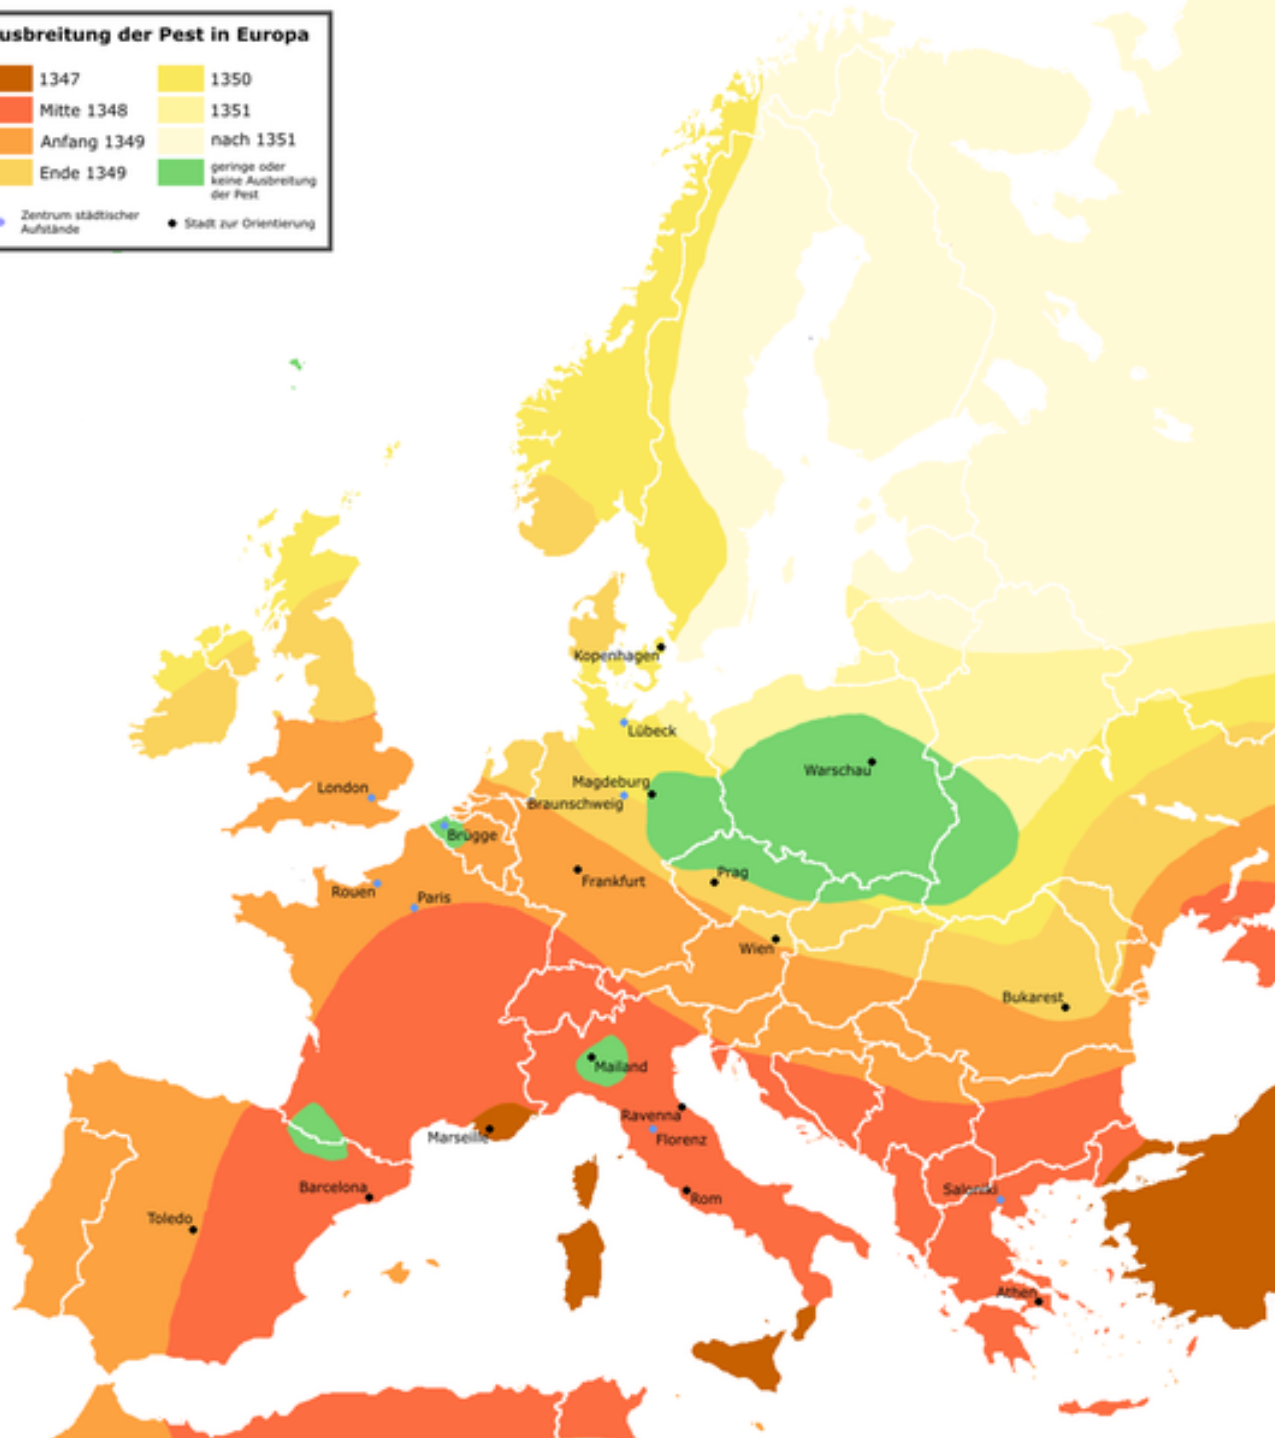 usbreitung der Pest in Europa
1347
Mitte 1348
Anfang 1349
Ende 1349
1350
1351
nach 1351
geringe oder
keine Ausbreitung
der Pest
Zentrum städtischer
Aufstände
Stadt zur Orientierung
Kopenhagen
Lübeck
Warschau
Magdeburg
Braunschweig
London
Brügge
Frankfurt
Prag
Rouen
Paris
Wien
Bukarest
Mailand
Ravenna
Marseille
Florenz
Barcelona
Rom
Saloniki
Toledo
Athen